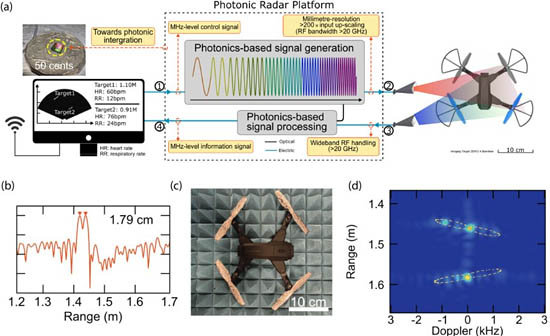 (a)
Photonic Radar Platform
Towards photonic
intergration
50 cents
MHz-level control signal
Millimetre-resolution
>200× input up-scaling
(RF bandwidth >20 GHz)
Photonics-based signal generation
Target1
Target2
Target1: 1.10M
HR: 60bpm
RR: 12bpm
Target2: 0.91M
HR: 76bpm
RR: 24bpm
①
②
④
③
Photonics-based
signal processing
Optical
Electric
MHz-level information signal
Wideband RF handling
(>20 GHz)
HR: heart rate
RR: respiratory rate
10 cm
(b)
1.79 cm
1.2 1.3 1.4 1.5 1.6 1.7
Range (m)
(c)
10 cm
(d)
Range (m)
1.4
1.5
1.6
3 -2 -1 0 1 2 3
Doppler (kHz)